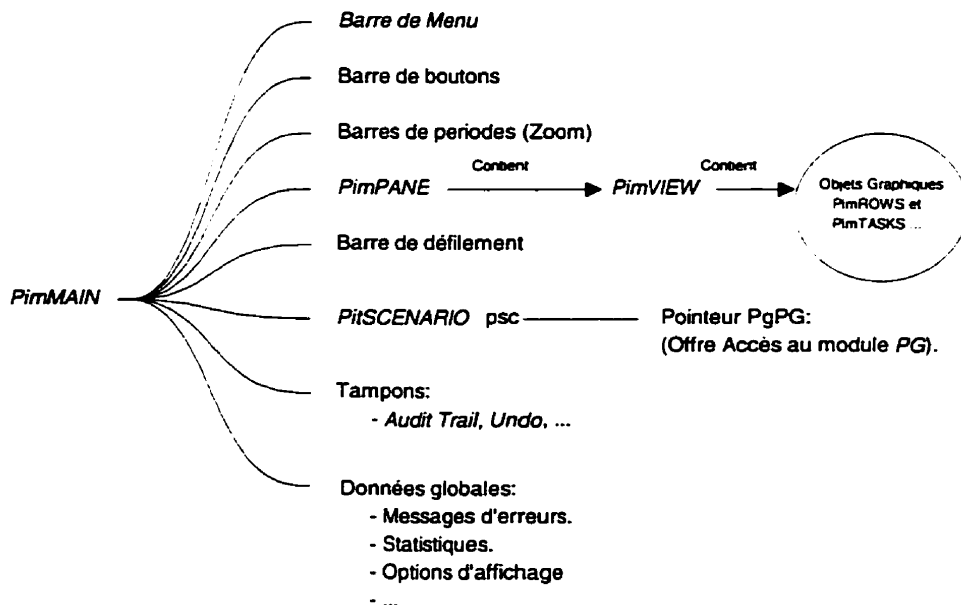 Barre de Menu
Barre de boutons
Barres de periodes (Zoom)
PimPANE Contient PimVIEW Contient Objets Graphiques
PimROWS et
PimTASKS ...
Barre de défilement
PimMAIN
PitSCENARIO psc Pointeur PgPG:
(Offre Accès au module PG).
Tampons:
- Audit Trail, Undo, ...
Données globales:
- Messages d'erreurs.
- Statistiques.
- Options d'affichage
- ...